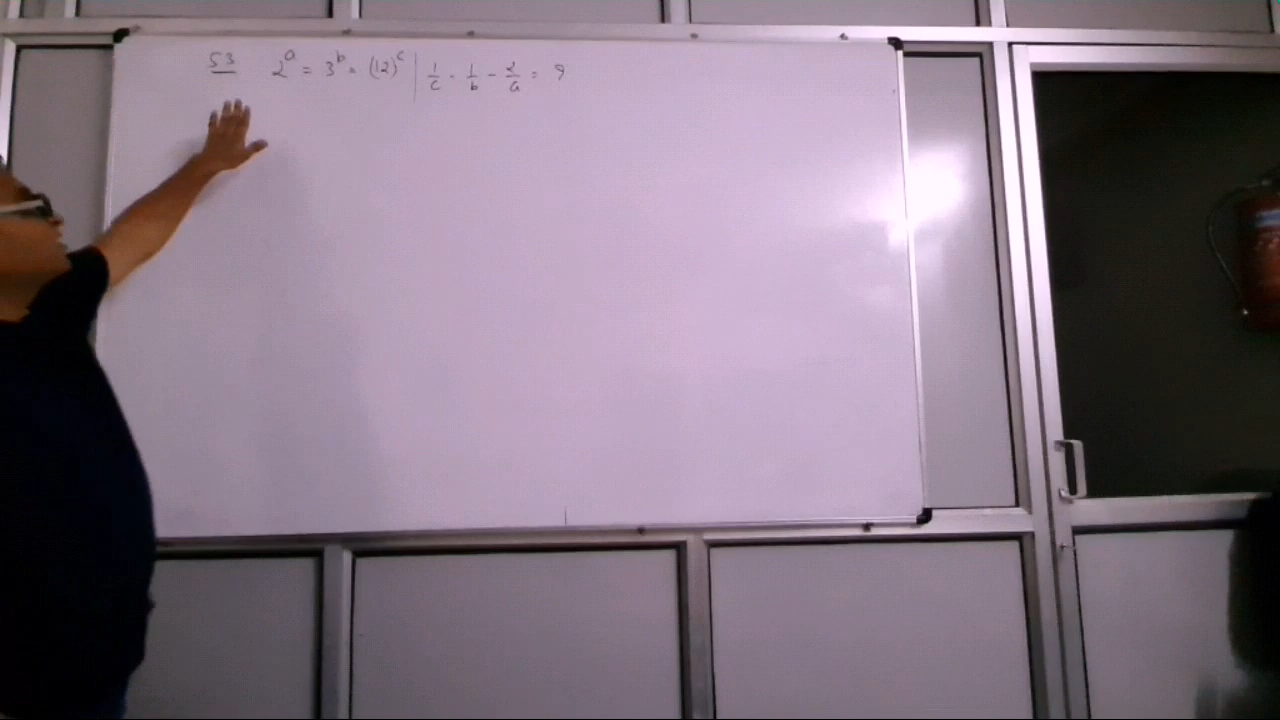 53 2^a = 3^b = (12)^c | 1/c - 1/b - 2/a = ?